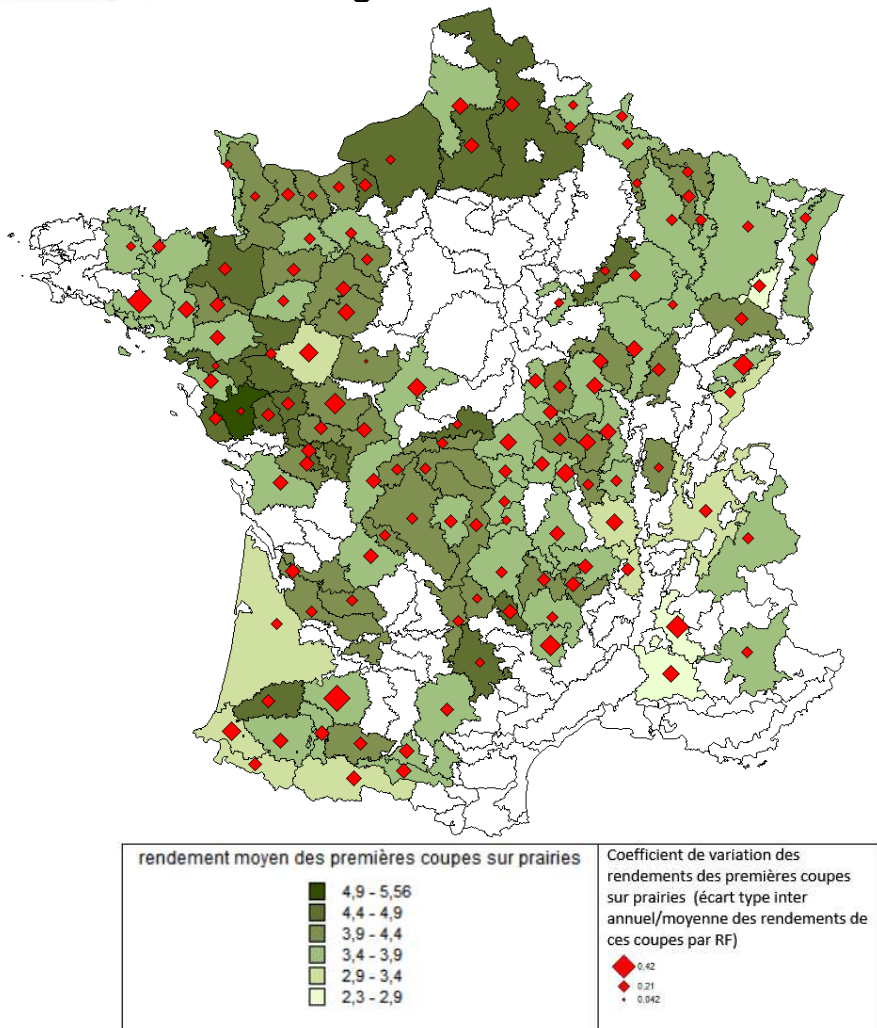 rendement moyen des premières coupes sur prairies
4,9 - 5,56
4,4 - 4,9
3,9 - 4,4
3,4 - 3,9
2,9 - 3,4
2,3 - 2,9
Coefficient de variation des
rendements des premières coupes
sur prairies (écart type inter
annuel/moyenne des rendements de
ces coupes par RF)
0,42
0,21
0,042